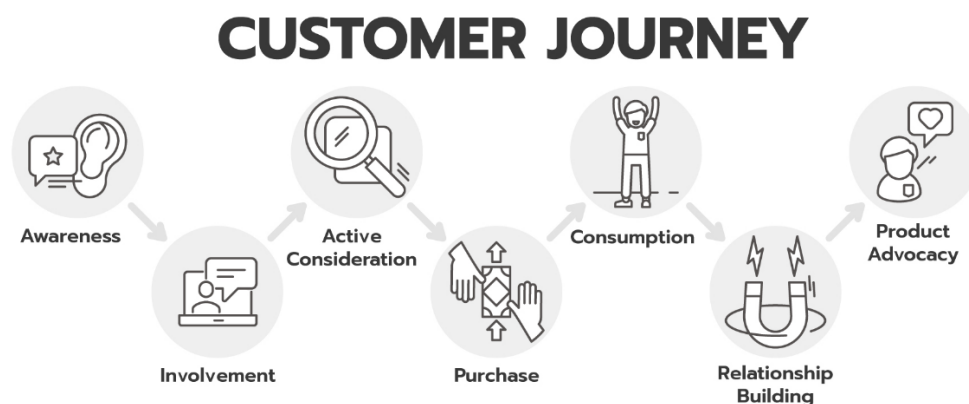 CUSTOMER JOURNEY
Awareness
Involvement
Active
Consideration
Purchase
Consumption
Relationship
Building
Product
Advocacy